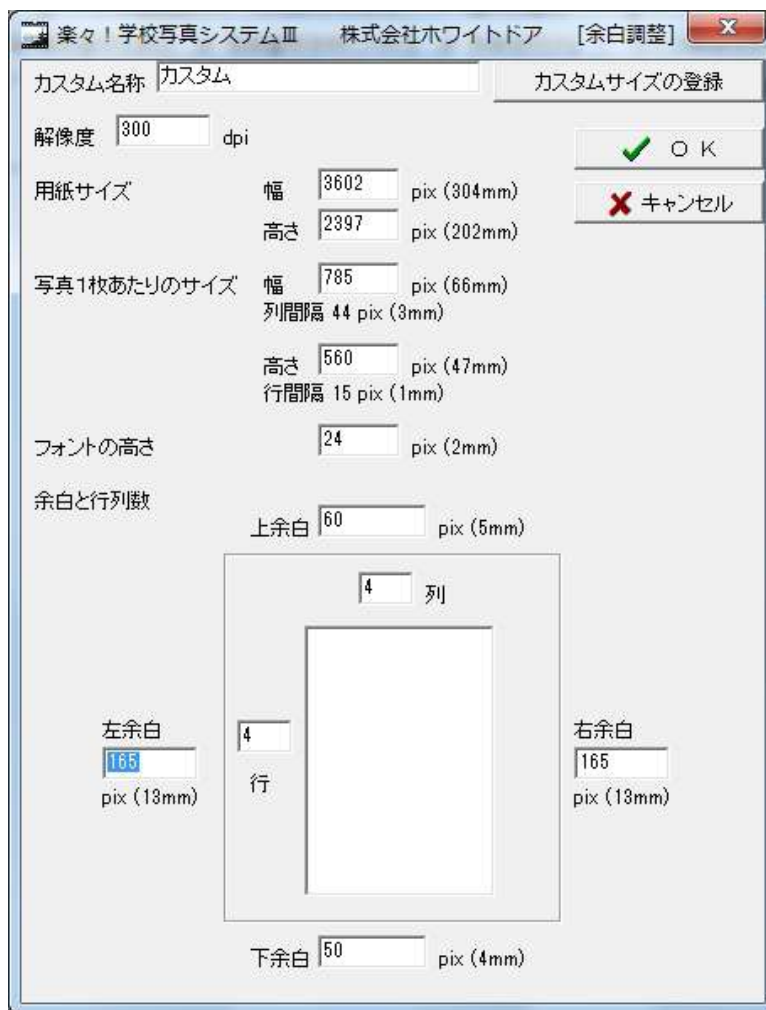 楽々!学校写真システムⅢ 株式会社ホワイトドア [余白調整]
カスタム名称 カスタム カスタムサイズの登録
解像度 300 dpi
OK
用紙サイズ 幅 3602 pix (304mm)
キャンセル
高さ 2397 pix (202mm)
写真1枚あたりのサイズ 幅 785 pix (66mm)
列間隔 44 pix (3mm)
高さ 560 pix (47mm)
行間隔 15 pix (1mm)
フォントの高さ 24 pix (2mm)
余白と行列数
上余白 60 pix (5mm)
4 列
左余白 右余白
4
165 165
行
pix (13mm) pix (13mm)
下余白 50 pix (4mm)